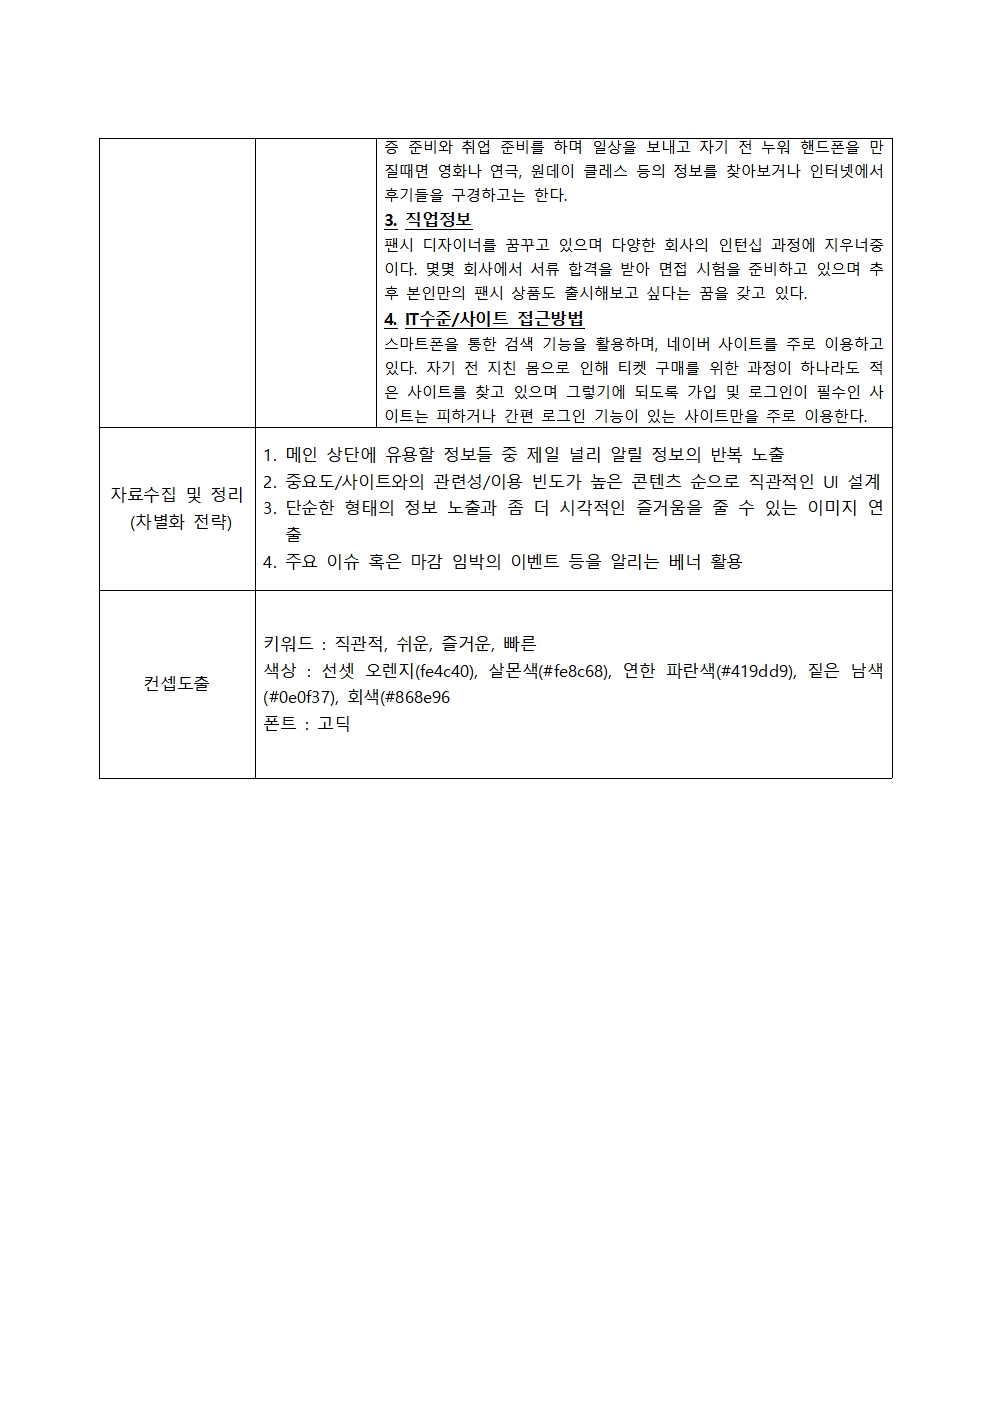 증 준비와 취업 준비를 하며 일상을 보내고 자기 전 누워 핸드폰을 만
질때면 영화나 연극, 원데이 클레스 등의 정보를 찾아보거나 인터넷에서
후기들을 구경하고는 한다.
3. 직업정보
팬시 디자이너를 꿈꾸고 있으며 다양한 회사의 인턴십 과정에 지우너중
이다. 몇몇 회사에서 서류 합격을 받아 면접 시험을 준비하고 있으며 추
후 본인만의 팬시 상품도 출시해보고 싶다는 꿈을 갖고 있다.
4. IT수준/사이트 접근방법
스마트폰을 통한 검색 기능을 활용하며, 네이버 사이트를 주로 이용하고
있다. 자기 전 지친 몸으로 인해 티켓 구매를 위한 과정이 하나라도 적
은 사이트를 찾고 있으며 그렇기에 되도록 가입 및 로그인이 필수인 사
이트는 피하거나 간편 로그인 기능이 있는 사이트만을 주로 이용한다.
자료수집 및 정리
(차별화 전략)
1. 메인 상단에 유용할 정보들 중 제일 널리 알릴 정보의 반복 노출
2. 중요도/사이트와의 관련성/이용 빈도가 높은 콘텐츠 순으로 직관적인 UI 설계
3. 단순한 형태의 정보 노출과 좀 더 시각적인 즐거움을 줄 수 있는 이미지 연
출
4. 주요 이슈 혹은 마감 임박의 이벤트 등을 알리는 베너 활용
컨셉도출
키워드 : 직관적, 쉬운, 즐거운, 빠른
색상 : 선셋 오렌지(fe4c40), 살몬색(#fe8c68), 연한 파란색(#419dd9), 짙은 남색
(#0e0f37), 회색(#868e96
폰트 : 고딕